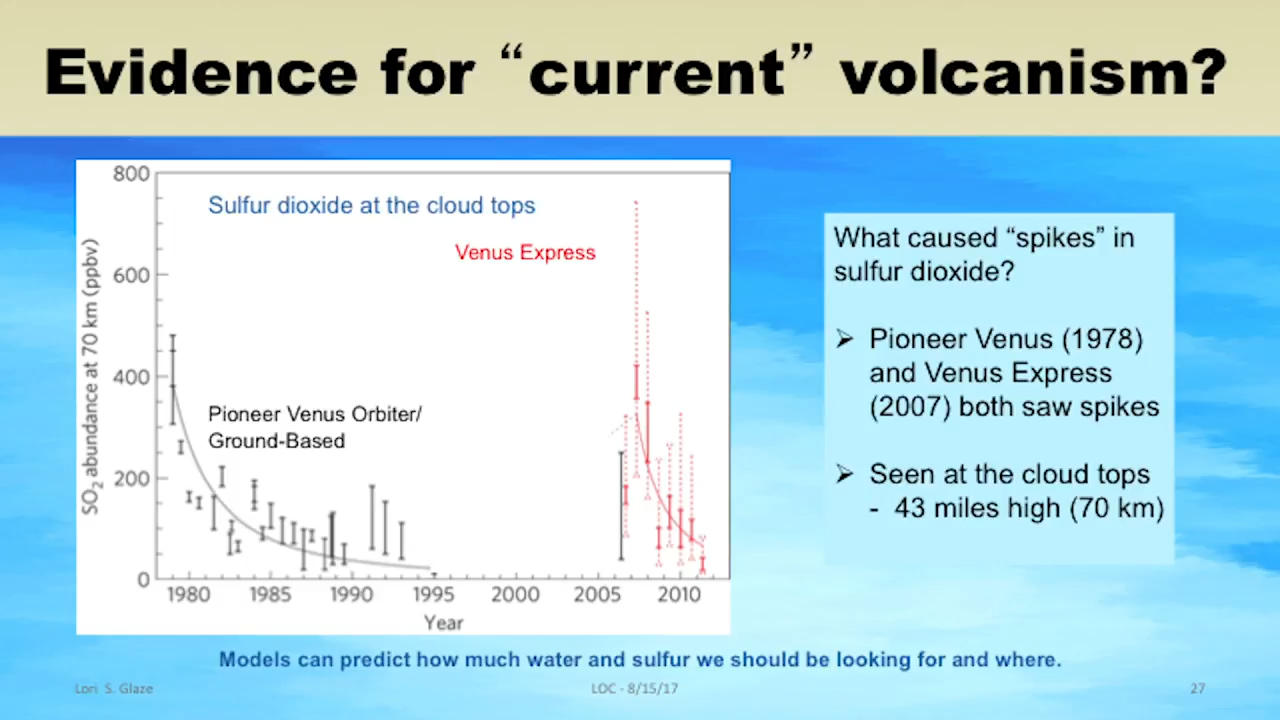 Evidence for “current” volcanism?
Sulfur dioxide at the cloud tops
Venus Express
Pioneer Venus Orbiter/
Ground-Based
SO2 abundance at 70 km (ppbv)
800
600
400
200
0
1980 1985 1990 1995 2000 2005 2010
Year
What caused “spikes” in
sulfur dioxide?
➢ Pioneer Venus (1978)
and Venus Express
(2007) both saw spikes
➢ Seen at the cloud tops
- 43 miles high (70 km)
Models can predict how much water and sulfur we should be looking for and where.
Lori S. Glaze LOC - 8/15/17 27